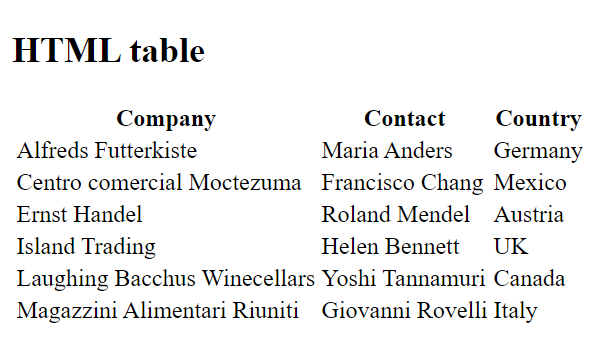 HTML table
Company Contact Country
Alfreds Futterkiste Maria Anders Germany
Centro comercial Moctezuma Francisco Chang Mexico
Ernst Handel Roland Mendel Austria
Island Trading Helen Bennett UK
Laughing Bacchus Winecellars Yoshi Tannamuri Canada
Magazzini Alimentari Riuniti Giovanni Rovelli Italy